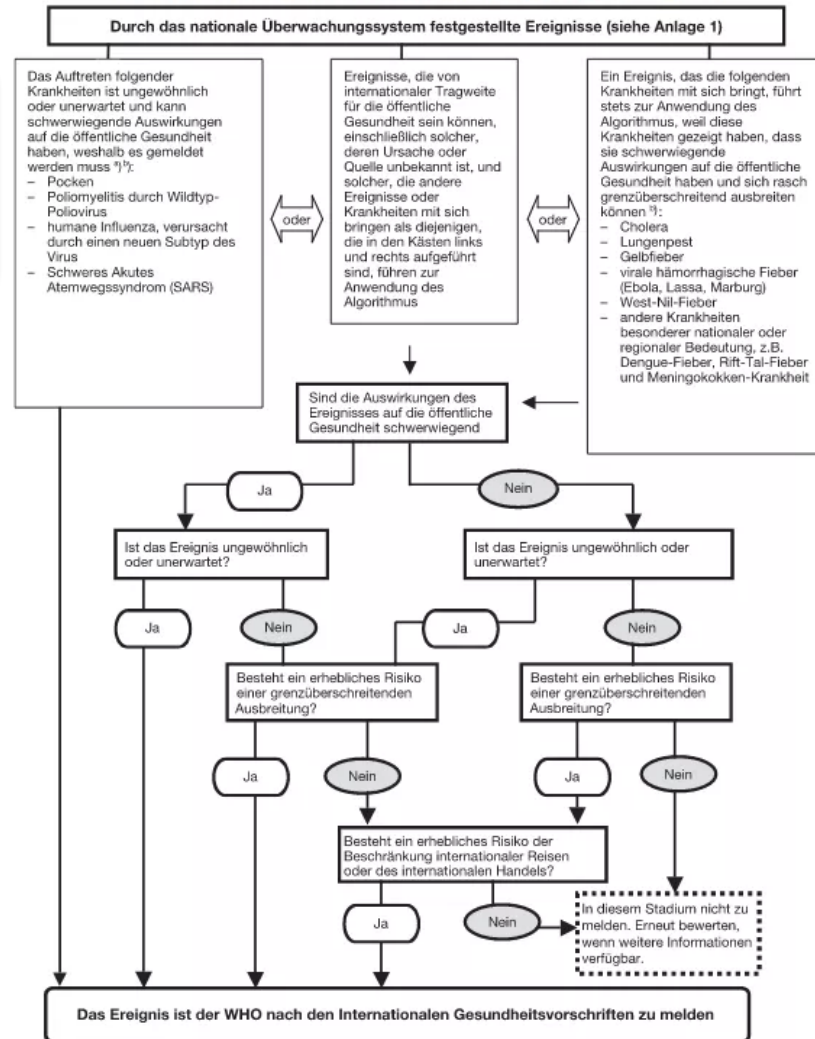 Durch das nationale Überwachungssystem festgestellte Ereignisse (siehe Anlage 1)
Das Auftreten folgender
Krankheiten ist ungewöhnlich
oder unerwartet und kann
schwerwiegende Auswirkungen
auf die öffentliche Gesundheit
haben, weshalb es gemeldet
werden muss a) b):
– Pocken
– Poliomyelitis durch Wildtyp-
Poliovirus
– humane Influenza, verursacht
durch einen neuen Subtyp des
Virus
– Schweres Akutes
Atemwegssyndrom (SARS)
oder
Ereignisse, die von
internationaler Tragweite
für die öffentliche
Gesundheit sein können,
einschließlich solcher,
deren Ursache oder
Quelle unbekannt ist, und
solcher, die andere
Ereignisse oder
Krankheiten mit sich
bringen als diejenigen,
die in den Kästen links
und rechts aufgeführt
sind, führen zur
Anwendung des
Algorithmus
oder
Ein Ereignis, das die folgenden
Krankheiten mit sich bringt, führt
stets zur Anwendung des
Algorithmus, weil diese
Krankheiten gezeigt haben, dass
sie schwerwiegende
Auswirkungen auf die öffentliche
Gesundheit haben und sich rasch
grenzüberschreitend ausbreiten
können b):
– Cholera
– Lungenpest
– Gelbfieber
– virale hämorrhagische Fieber
(Ebola, Lassa, Marburg)
– West-Nil-Fieber
– andere Krankheiten
besonderer nationaler oder
regionaler Bedeutung, z.B.
Dengue-Fieber, Rift-Tal-Fieber
und Meningokokken-Krankheit
Sind die Auswirkungen des
Ereignisses auf die öffentliche
Gesundheit schwerwiegend
Ja
Nein
Ist das Ereignis ungewöhnlich
oder unerwartet?
Ist das Ereignis ungewöhnlich oder
unerwartet?
Ja
Nein
Ja
Nein
Besteht ein erhebliches Risiko
einer grenzüberschreitenden
Ausbreitung?
Besteht ein erhebliches Risiko
einer grenzüberschreitenden
Ausbreitung?
Ja
Nein
Ja
Nein
Besteht ein erhebliches Risiko der
Beschränkung internationaler Reisen
oder des internationalen Handels?
Ja
Nein
In diesem Stadium nicht zu
melden. Erneut bewerten,
wenn weitere Informationen
verfügbar.
Das Ereignis ist der WHO nach den Internationalen Gesundheitsvorschriften zu melden